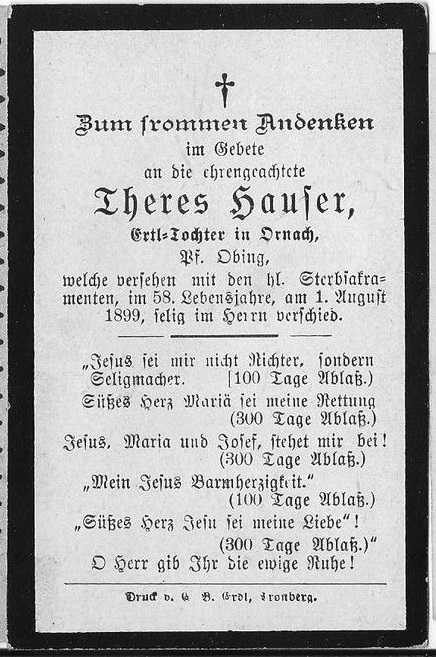 Zum frommen Andenken
im Gebete
an die ehrengeachtete
Theres Hauser,
Ertl-Tochter in Ornach,
Pf. Obing,
welche versehen mit den hl. Sterbsakra-
menten, im 58. Lebensjahre, am 1. August
1899, selig im Herrn verschied.
„Jesus sei mir nicht Richter, sondern
Seligmacher. (100 Tage Ablaß.)
Süßes Herz Mariä sei meine Rettung
(300 Tage Ablaß.)
Jesus, Maria und Josef, stehet mir bei!
(300 Tage Ablaß.)
„Mein Jesus Barmherzigkeit."
(100 Tage Ablaß.)
„Süßes Herz Jesu sei meine Liebe"!
(300 Tage Ablaß.)"
O Herr gib Ihr die ewige Ruhe!
Druck v. B. Erdl, Trostberg.